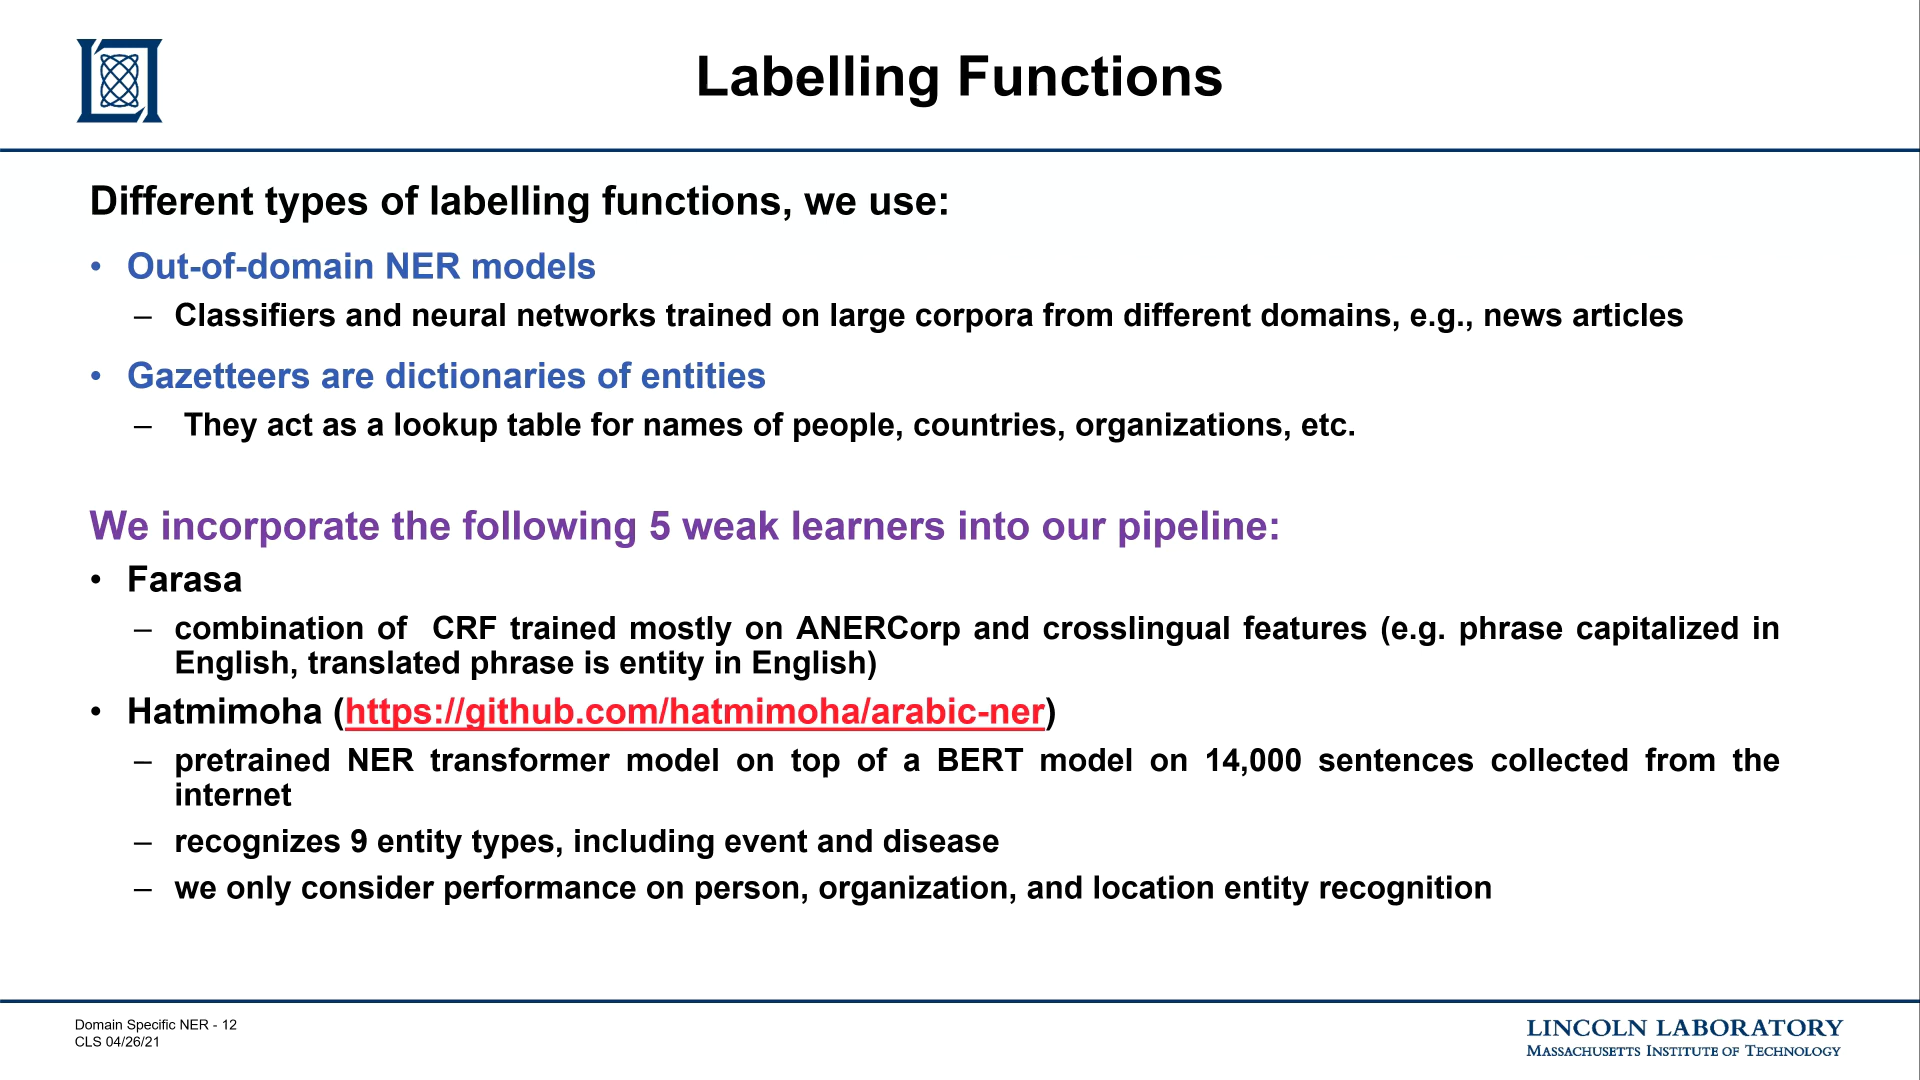 Labelling Functions
Different types of labelling functions, we use:
• Out-of-domain NER models
– Classifiers and neural networks trained on large corpora from different domains, e.g., news articles
• Gazetteers are dictionaries of entities
– They act as a lookup table for names of people, countries, organizations, etc.
We incorporate the following 5 weak learners into our pipeline:
• Farasa
– combination of CRF trained mostly on ANERCorp and crosslingual features (e.g. phrase capitalized in
English, translated phrase is entity in English)
• Hatmimoha (https://github.com/hatmimoha/arabic-ner)
– pretrained NER transformer model on top of a BERT model on 14,000 sentences collected from the
internet
– recognizes 9 entity types, including event and disease
– we only consider performance on person, organization, and location entity recognition
Domain Specific NER - 12
CLS 04/26/21
LINCOLN LABORATORY
MASSACHUSETTS INSTITUTE OF TECHNOLOGY